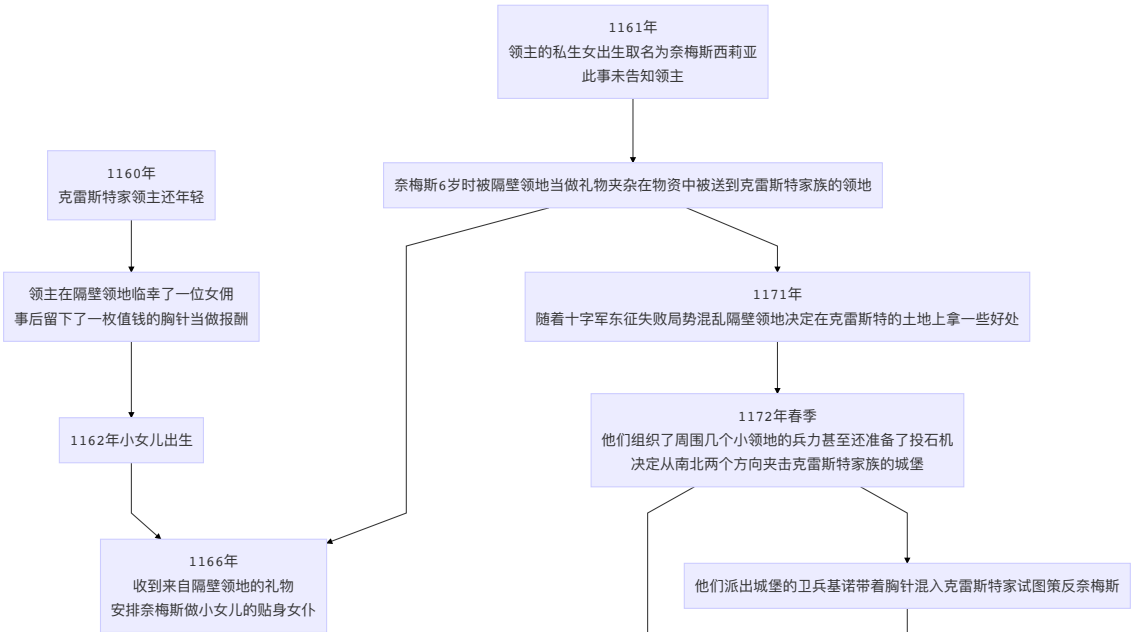 1161年
领主的私生女出生取名为奈梅斯西莉亚
此事未告知领主
1160年
克雷斯特家领主还年轻
奈梅斯6岁时被隔壁领地当做礼物夹杂在物资中被送到克雷斯特家族的领地
领主在隔壁领地临幸了一位女佣
事后留下了一枚值钱的胸针当做报酬
1171年
随着十字军东征失败局势混乱隔壁领地决定在克雷斯特的土地上拿一些好处
1162年小女儿出生
1172年春季
他们组织了周围几个小领地的兵力甚至还准备了投石机
决定从南北两个方向夹击克雷斯特家族的城堡
1166年
收到来自隔壁领地的礼物
安排奈梅斯做小女儿的贴身女仆
他们派出城堡的卫兵基诺带着胸针混入克雷斯特家试图策反奈梅斯